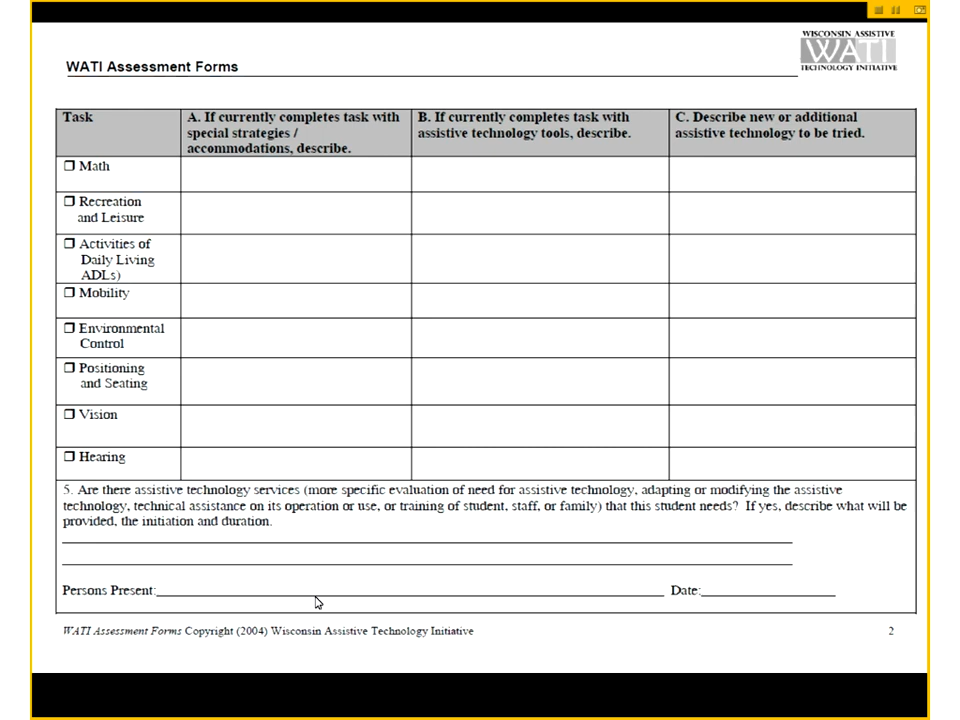 WISCONSIN ASSISTIVE
WATI
TECHNOLOGY INITIATIVE
WATI Assessment Forms
Task
A. If currently completes task with
special strategies /
accommodations, describe.
B. If currently completes task with
assistive technology tools, describe.
C. Describe new or additional
assistive technology to be tried.
Math
Recreation
and Leisure
Activities of
Daily Living
ADLs)
Mobility
Environmental
Control
Positioning
and Seating
Vision
Hearing
5. Are there assistive technology services (more specific evaluation of need for assistive technology, adapting or modifying the assistive
technology, technical assistance on its operation or use, or training of student, staff, or family) that this student needs? If yes, describe what will be
provided, the initiation and duration.
Persons Present:
Date:
WATI Assessment Forms Copyright (2004) Wisconsin Assistive Technology Initiative
2